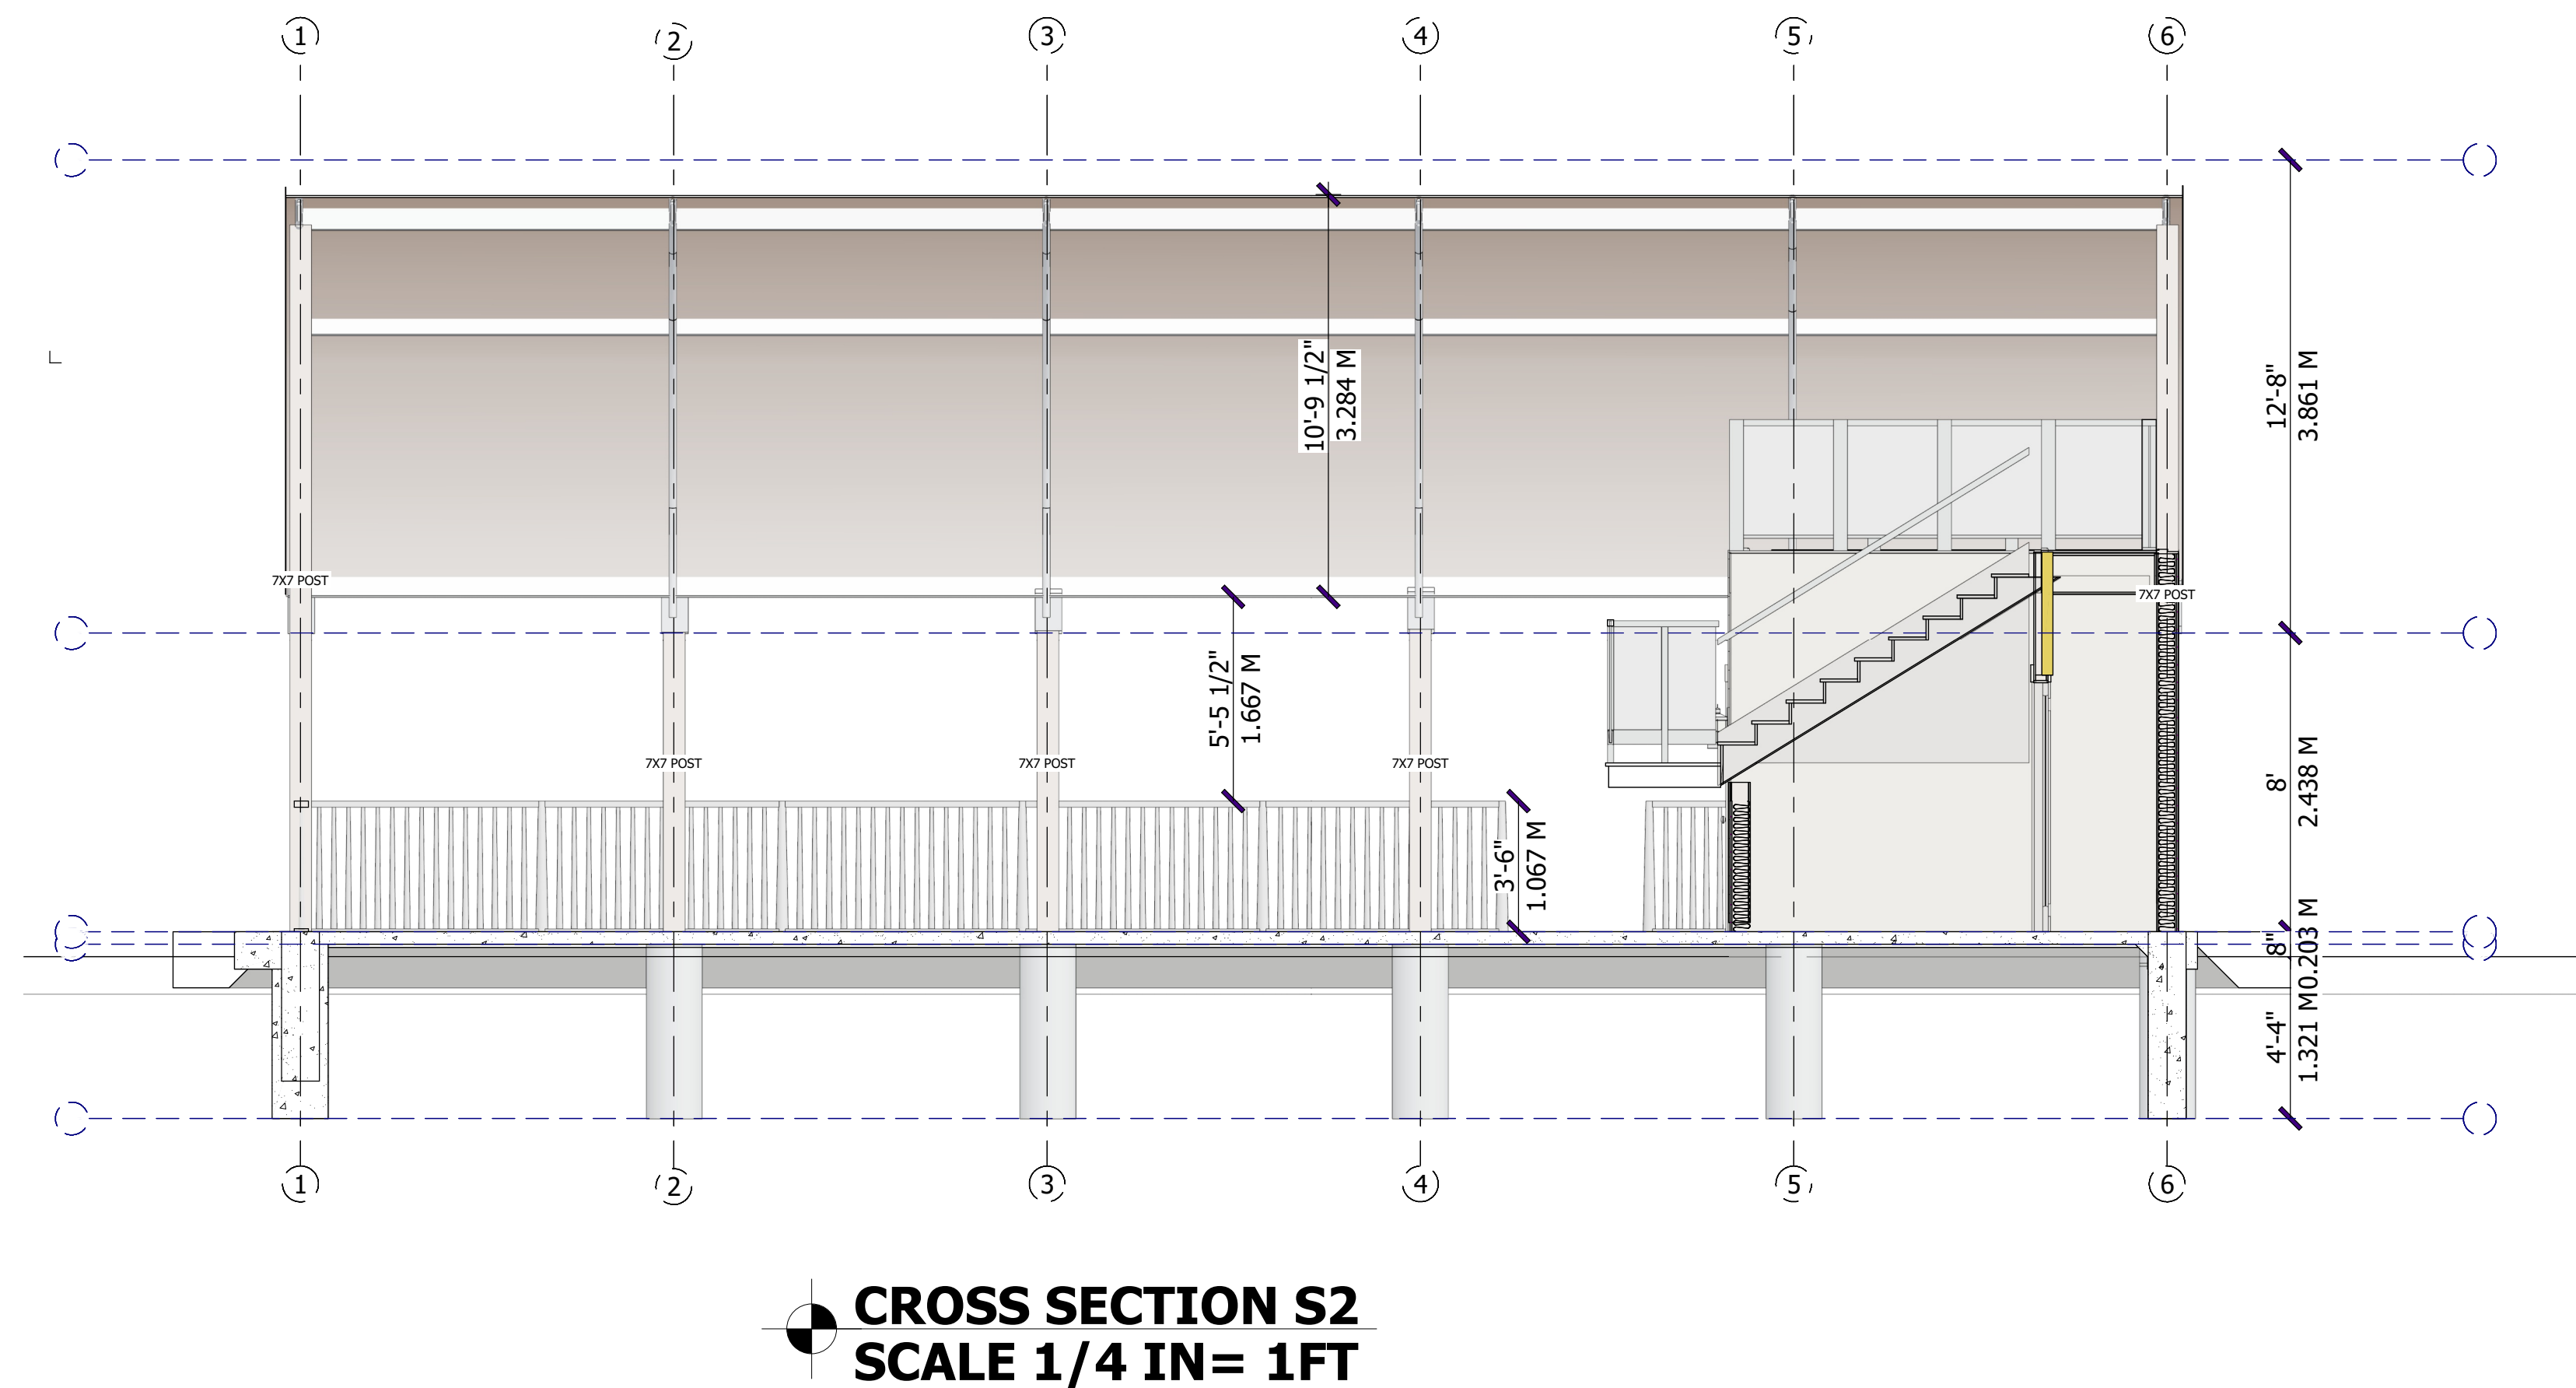 1 2 3 4 5 6
12'-8"
3.861 M
10'-9 1/2"
3.284 M
7X7 POST
7X7 POST
5'-5 1/2"
1.667 M
7X7 POST
7X7 POST
7X7 POST
8'
2.438 M
3'-6"
1.067 M
8"
0.203 M
4'-4"
1.321 M
1 2 3 4 5 6
CROSS SECTION S2
SCALE 1/4 IN= 1FT